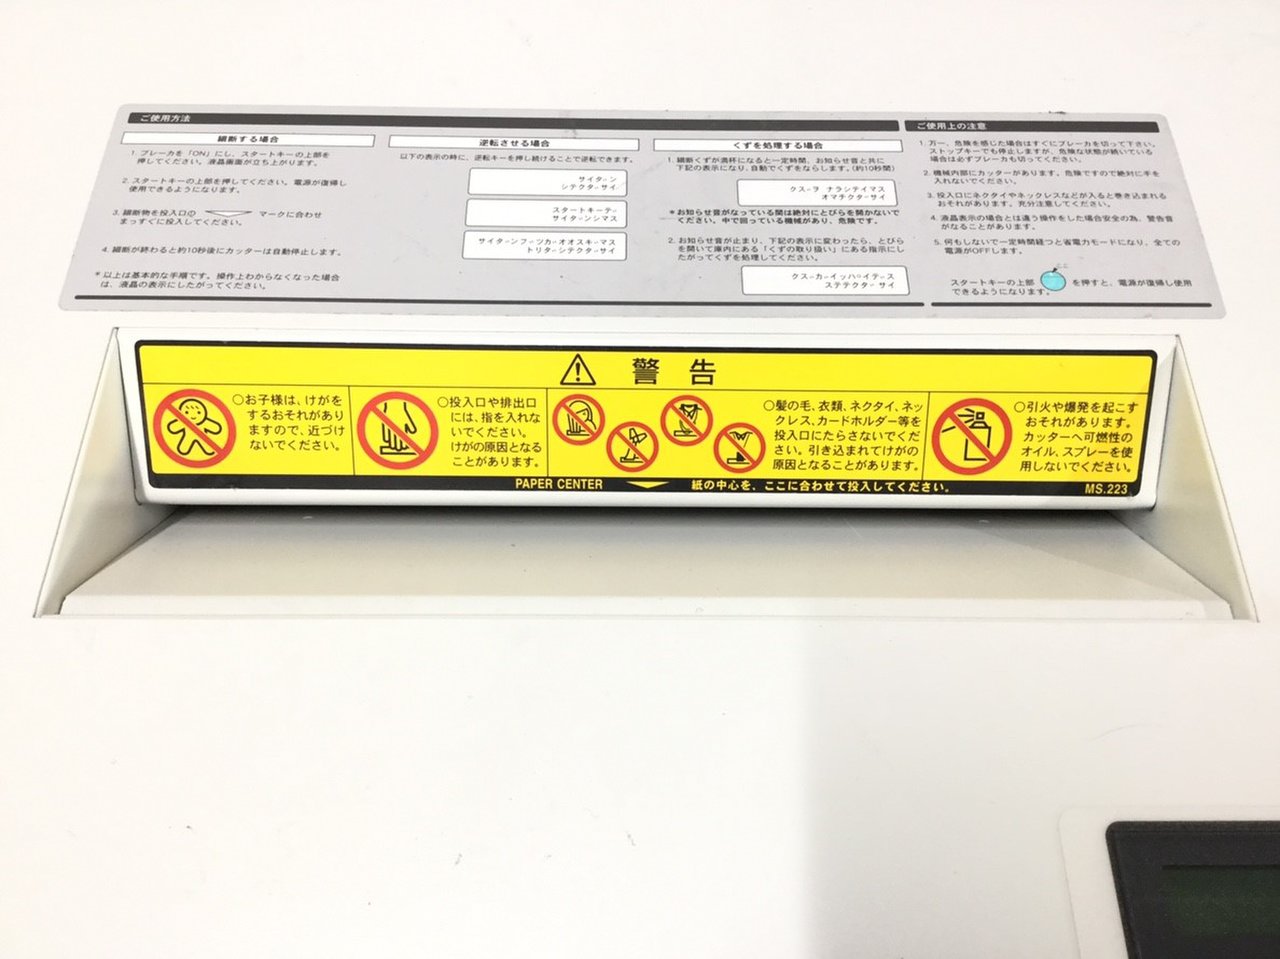 ご使用方法
細断する場合
1. ブレーカを「ON」にし、スタートキーの上部を
押してください。液晶画面が立ち上がります。
2. スタートキーの上部を押してください。電源が復帰し
使用できるようになります。
3. 細断物を投入口の マークに合わせ
まっすぐに投入してください。
4. 細断が終わると約10秒後にカッターは自動停止します。
*以上は基本的な手順です。操作上わからなくなった場合
は、液晶の表示にしたがってください。
逆転させる場合
以下の表示の時に、逆転キーを押し続けることで逆転できます。
サイダーン
シテクダーサイ
スタートキーデ
サイダーンシマス
サイダーンブーツガーオオスギーマス
トリダーシテクダーサイ
くずを処理する場合
1. 細断くずが満杯になると一定時間、お知らせ音と共に
下記の表示になり、自動でくずをならします。(約10秒間)
クズーヲ ナラシテイマス
オマチクダーサイ
*お知らせ音がなっている間は絶対にとびらを開かないで
ください。中で回っている機械があり、危険です。
2. お知らせ音が止まり、下記の表示に変わったら、とびら
を開いて庫内にある「くずの取り扱い」にある指示にし
たがってくずを処理してください。
クズーガーイッパイデース
ステテクダーサイ
ご使用上の注意
1. 万一、危険を感じた場合はすぐにブレーカを切って下さい。
ストップキーでも停止しますが、危険な状態が続いている
場合は必ずブレーカも切ってください。
2. 機械内部にカッターがあります。危険ですので絶対に手を
入れないでください。
3. 投入口にネクタイやネックレスなどが入ると巻き込まれる
おそれがあります。充分注意してください。
4. 液晶表示の場合とは違う操作をした場合安全の為、警告音
がなることがあります。
5. 何もしないで一定時間経つと省電力モードになり、全ての
電源がOFFします。
スタートキーの上部 を押すと、電源が復帰し使用
できるようになります。
警告
○お子様は、けがを
するおそれがあり
ますので、近づけ
ないでください。
○投入口や排出口
には、指を入れな
いでください。
けがの原因となる
ことがあります。
○髪の毛、衣類、ネクタイ、ネッ
クレス、カードホルダー等を
投入口にたらさないでくだ
さい。引き込まれてけがの
原因となることがあります。
○引火や爆発を起こす
おそれがあります。
カッターへ可燃性の
オイル、スプレーを使
用しないでください。
PAPER CENTER 紙の中心を、ここに合わせて投入してください。 MS.223